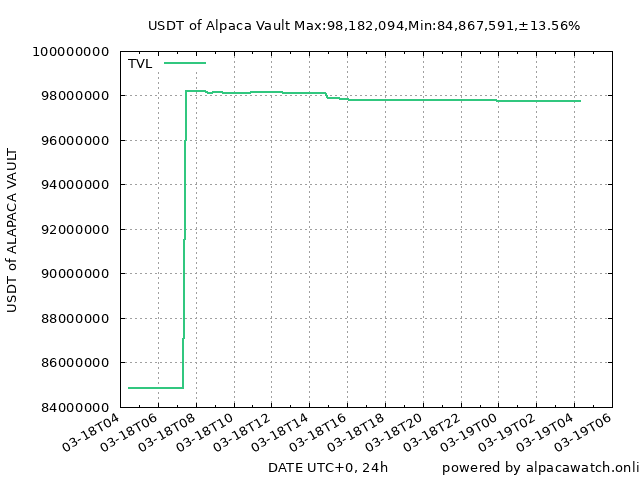 USDT of Alpaca Vault Max:98,182,094,Min:84,867,591,±13.56%
100000000
TVL
98000000
96000000
94000000
92000000
90000000
88000000
86000000
84000000
USDT of ALAPACA VAULT
03-18T04
03-18T06
03-18T08
03-18T10
03-18T12
03-18T14
03-18T16
03-18T18
03-18T20
03-18T22
03-19T00
03-19T02
03-19T04
03-19T06
DATE UTC+0, 24h
powered by alpacawatch.onli